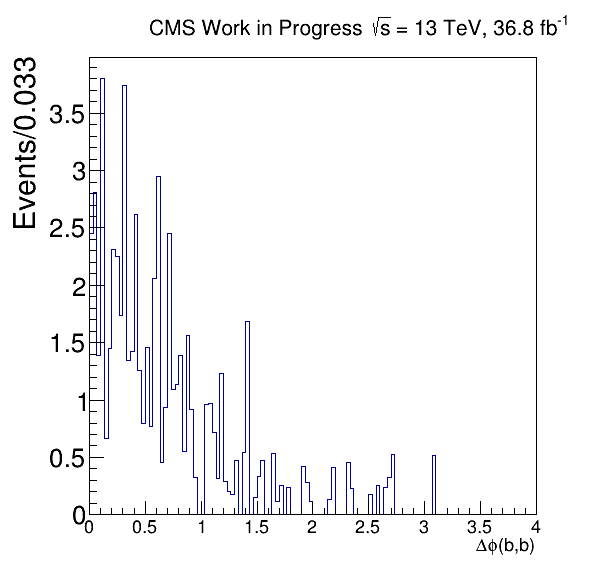 CMS Work in Progress √s = 13 TeV, 36.8 fb⁻¹
Events/0.033
3.5
3
2.5
2
1.5
1
0.5
0
0 0.5 1 1.5 2 2.5 3 3.5 4
Δϕ(b,b)